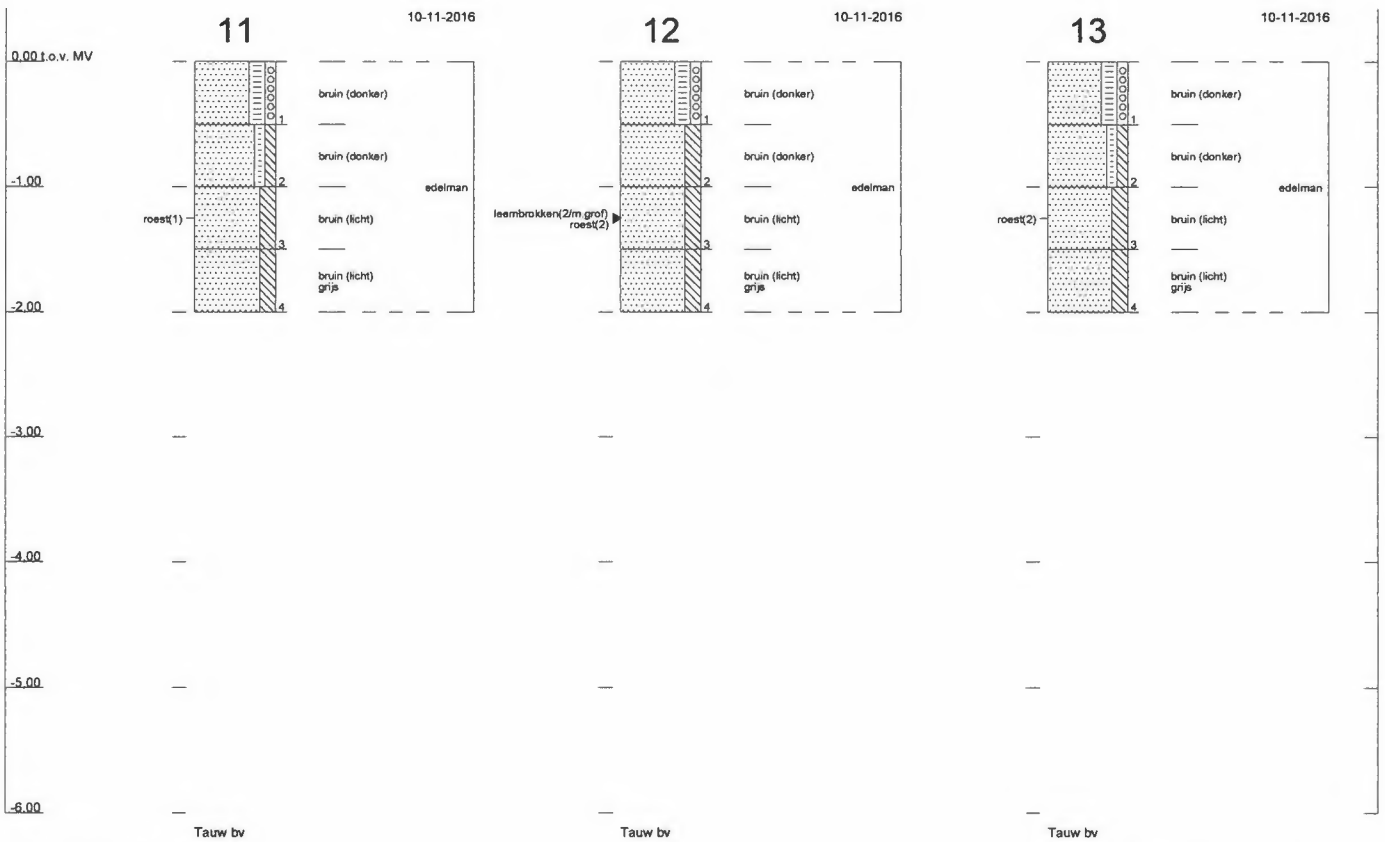 11
10-11-2016
12
10-11-2016
13
10-11-2016
0,00 t.o.v. MV
bruin (donker)
1
bruin (donker)
2
edelman
roest(1)
bruin (licht)
3
bruin (licht)
grijs
4
bruin (donker)
1
bruin (donker)
2
edelman
leembrokken(2/m.grof)
roest(2)
bruin (licht)
3
bruin (licht)
grijs
4
bruin (donker)
1
bruin (donker)
2
edelman
roest(2)
bruin (licht)
3
bruin (licht)
grijs
4
-1,00
-2,00
-3,00
-4,00
-5,00
-6,00
Tauw bv
Tauw bv
Tauw bv